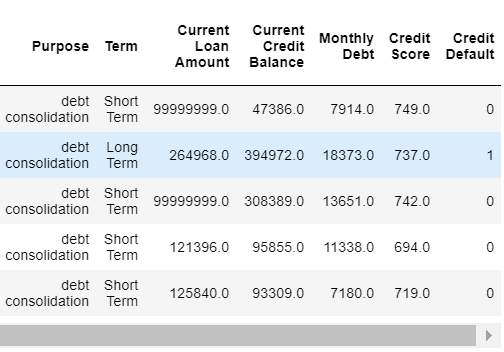 Purpose Term Current Loan Amount Current Credit Balance Monthly Debt Credit Score Credit Default
debt consolidation Short Term 99999999.0 47386.0 7914.0 749.0 0
debt consolidation Long Term 264968.0 394972.0 18373.0 737.0 1
debt consolidation Short Term 99999999.0 308389.0 13651.0 742.0 0
debt consolidation Short Term 121396.0 95855.0 11338.0 694.0 0
debt consolidation Short Term 125840.0 93309.0 7180.0 719.0 0